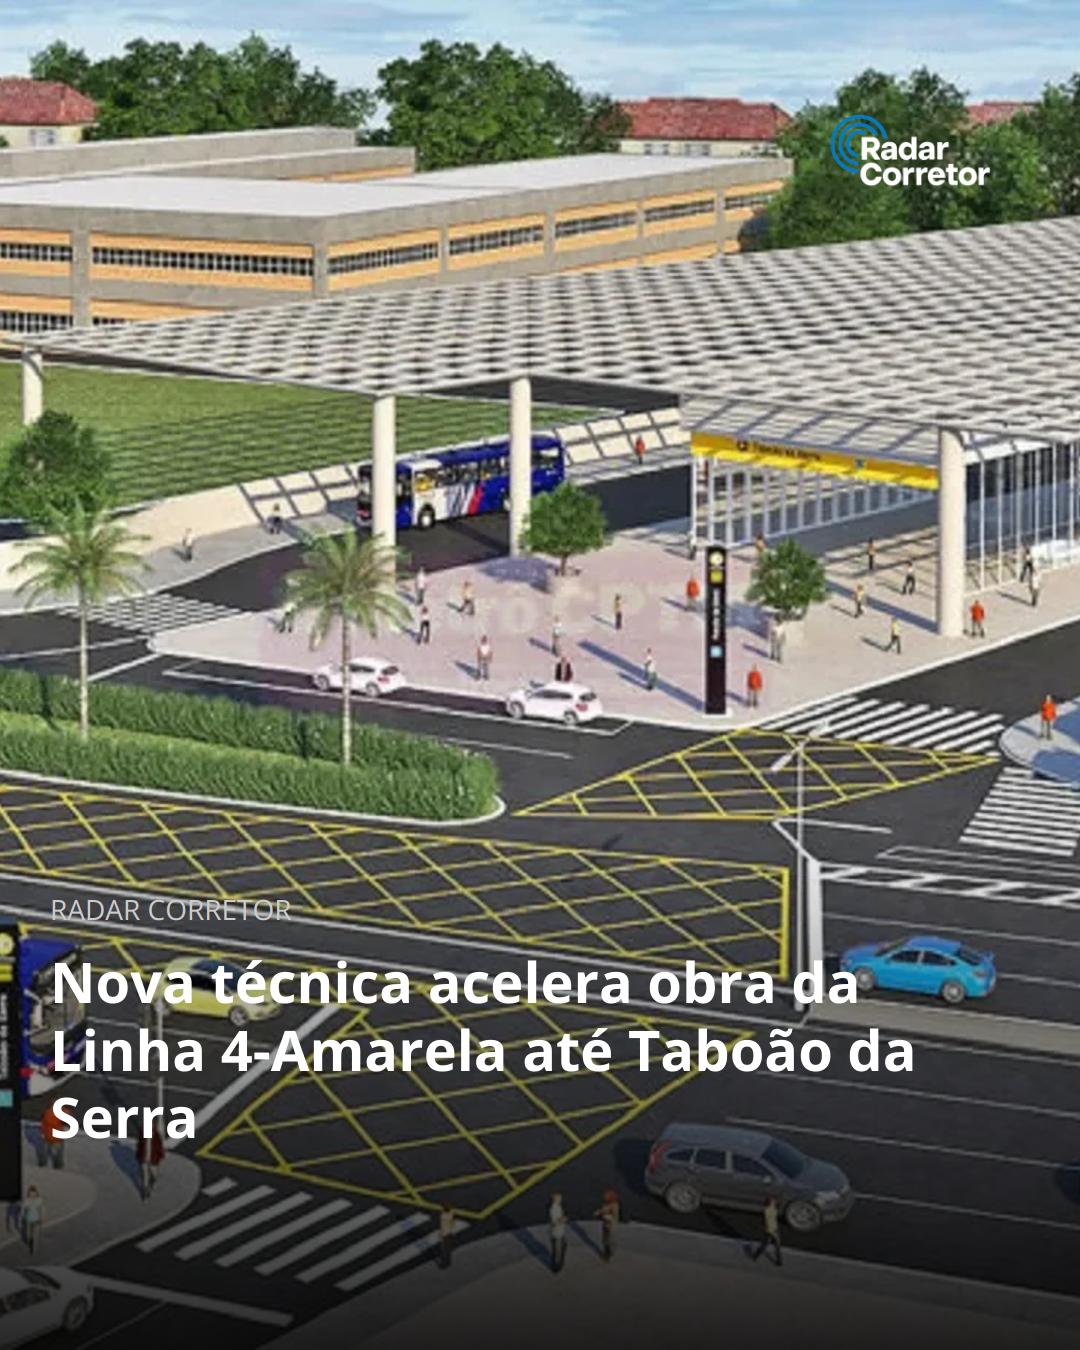 Radar
Corretor
RADAR CORRETOR
Nova técnica acelera obra da
Linha 4-Amarela até Taboão da
Serra